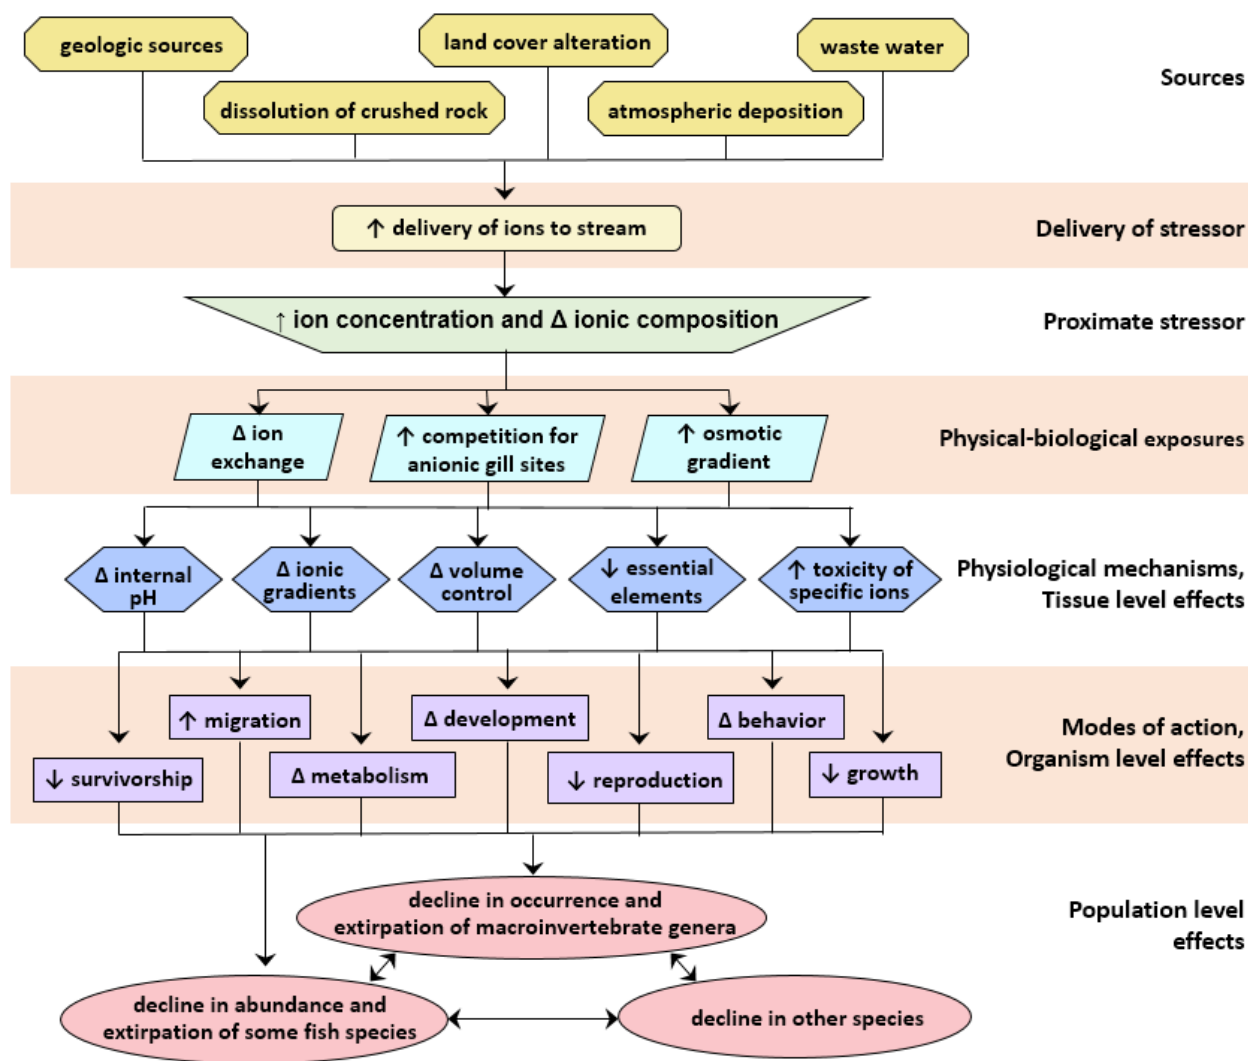 geologic sources
land cover alteration
waste water
dissolution of crushed rock
atmospheric deposition
Sources
↑ delivery of ions to stream
Delivery of stressor
↑ ion concentration and Δ ionic composition
Proximate stressor
Δ ion
exchange
↑ competition for
anionic gill sites
↑ osmotic
gradient
Physical-biological exposures
Δ internal
pH
Δ ionic
gradients
Δ volume
control
↓ essential
elements
↑ toxicity of
specific ions
Physiological mechanisms,
Tissue level effects
↑ migration
Δ development
Δ behavior
↓ survivorship
Δ metabolism
↓ reproduction
↓ growth
Modes of action,
Organism level effects
decline in occurrence and
extirpation of macroinvertebrate genera
Population level
effects
decline in abundance and
extirpation of some fish species
decline in other species